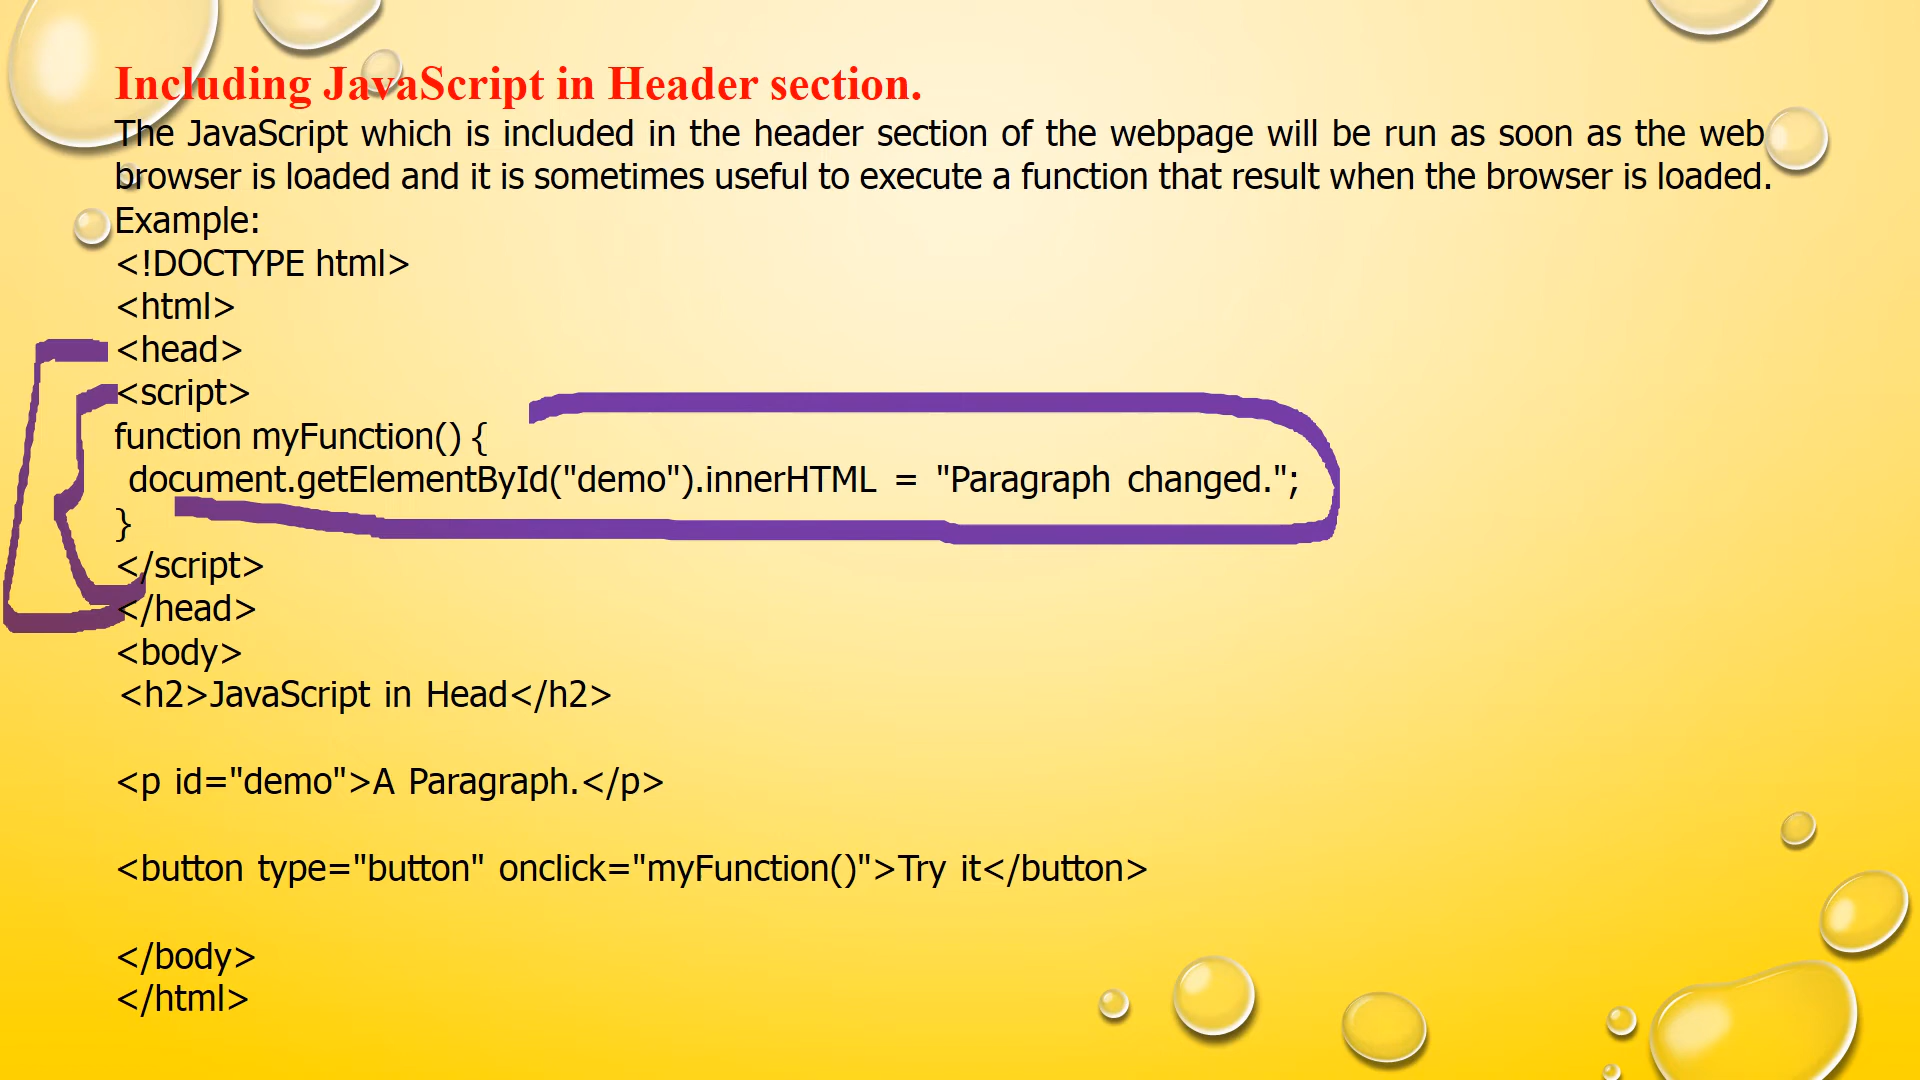 Including JavaScript in Header section.
The JavaScript which is included in the header section of the webpage will be run as soon as the web
browser is loaded and it is sometimes useful to execute a function that result when the browser is loaded.
Example:
<!DOCTYPE html>
<html>
<head>
<script>
function myFunction() {
document.getElementById("demo").innerHTML = "Paragraph changed.";
}
</script>
</head>
<body>
<h2>JavaScript in Head</h2>
<p id="demo">A Paragraph.</p>
<button type="button" onclick="myFunction()">Try it</button>
</body>
</html>